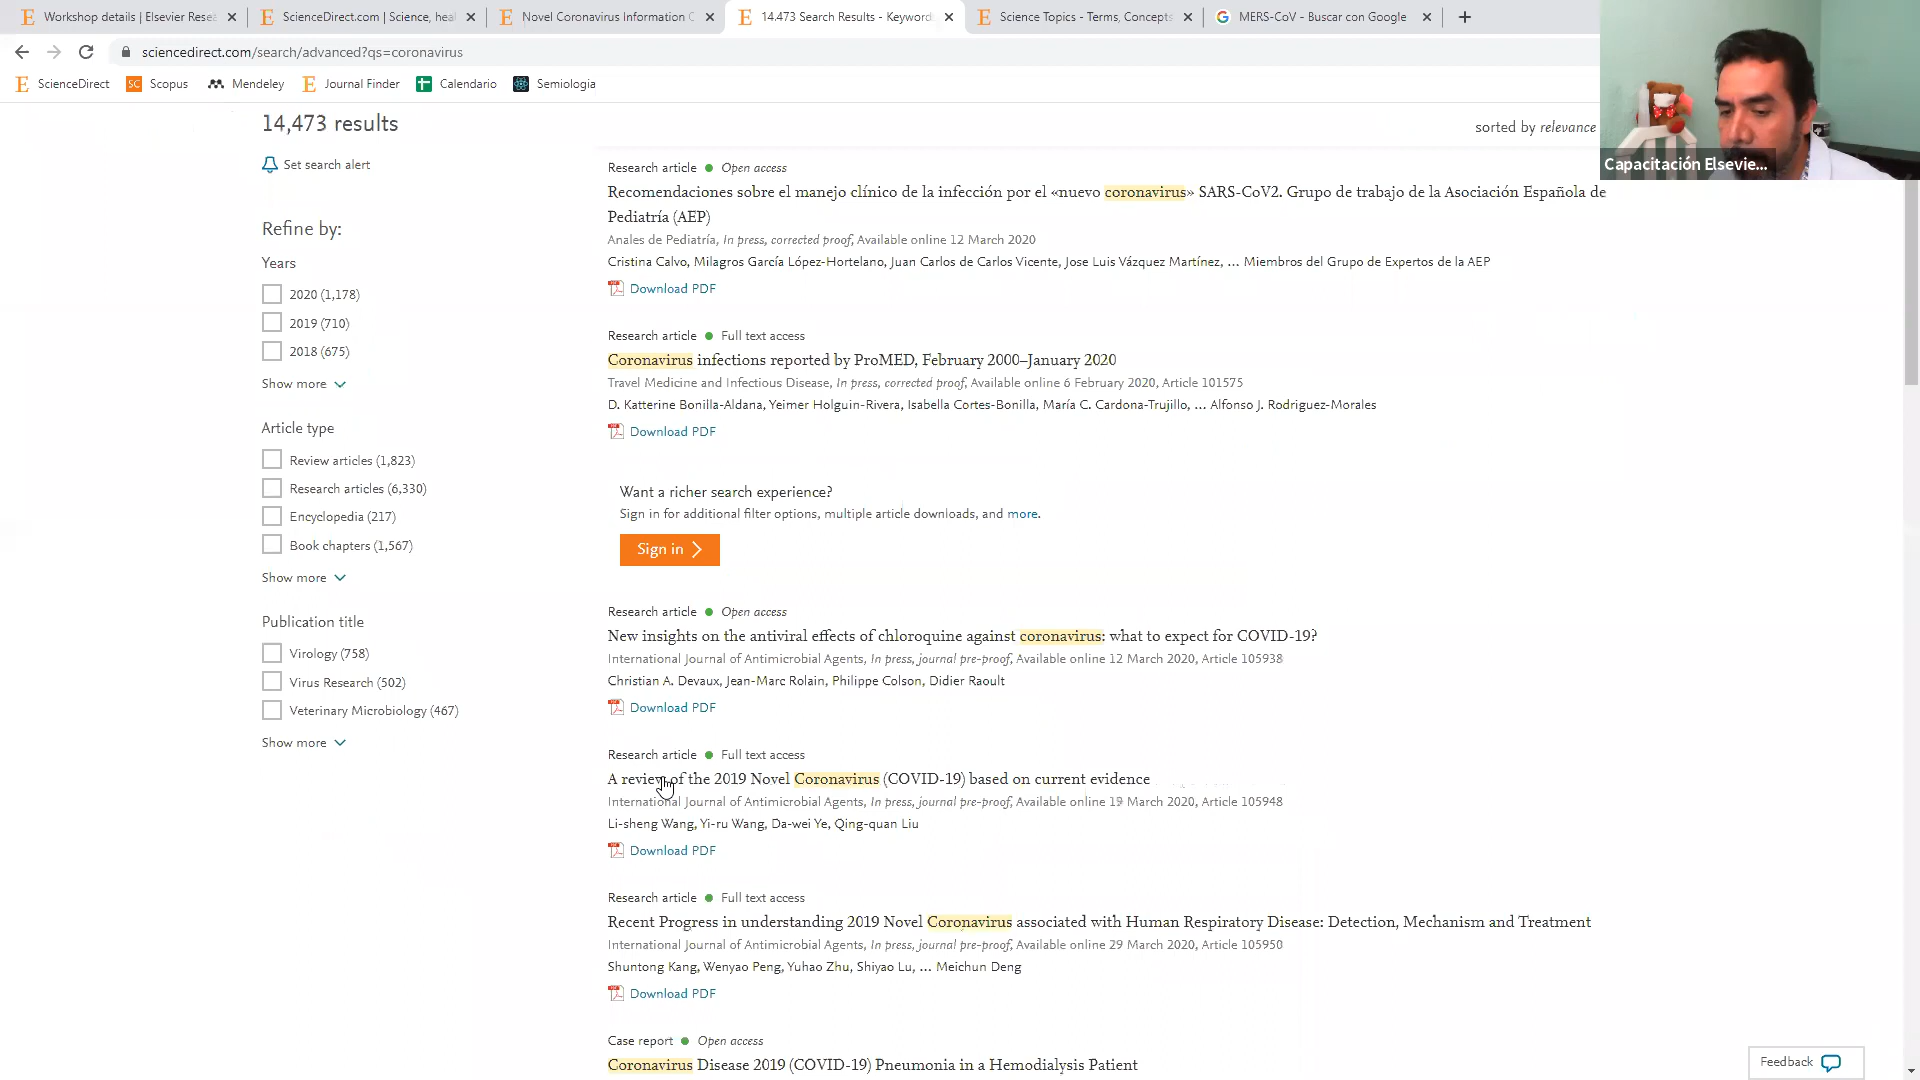 Workshop details | Elsevier Rese
ScienceDirect.com | Science, heal
Novel Coronavirus Information C
14.473 Search Results - Keyword
Science Topics - Terms, Concepts
MERS-CoV - Buscar con Google
sciencedirect.com/search/advanced?qs=coronavirus
ScienceDirect
Scopus
Mendeley
Journal Finder
Calendario
Semiologia
14,473 results
sorted by relevance
Set search alert
Capacitación Elsevie...
Refine by:
Years
2020 (1,178)
2019 (710)
2018 (675)
Show more
Article type
Review articles (1,823)
Research articles (6,330)
Encyclopedia (217)
Book chapters (1,567)
Show more
Publication title
Virology (758)
Virus Research (502)
Veterinary Microbiology (467)
Show more
Research article Open access
Recomendaciones sobre el manejo clínico de la infección por el «nuevo coronavirus» SARS-CoV2. Grupo de trabajo de la Asociación Española de
Pediatría (AEP)
Anales de Pediatría, In press, corrected proof, Available online 12 March 2020
Cristina Calvo, Milagros García López-Hortelano, Juan Carlos de Carlos Vicente, Jose Luis Vázquez Martínez, ... Miembros del Grupo de Expertos de la AEP
Download PDF
Research article Full text access
Coronavirus infections reported by ProMED, February 2000–January 2020
Travel Medicine and Infectious Disease, In press, corrected proof, Available online 6 February 2020, Article 101575
D. Katterine Bonilla-Aldana, Yeimer Holguin-Rivera, Isabella Cortes-Bonilla, María C. Cardona-Trujillo, ... Alfonso J. Rodriguez-Morales
Download PDF
Want a richer search experience?
Sign in for additional filter options, multiple article downloads, and more.
Sign in
Research article Open access
New insights on the antiviral effects of chloroquine against coronavirus: what to expect for COVID-19?
International Journal of Antimicrobial Agents, In press, journal pre-proof, Available online 12 March 2020, Article 105938
Christian A. Devaux, Jean-Marc Rolain, Philippe Colson, Didier Raoult
Download PDF
Research article Full text access
A review of the 2019 Novel Coronavirus (COVID-19) based on current evidence
International Journal of Antimicrobial Agents, In press, journal pre-proof, Available online 19 March 2020, Article 105948
Li-sheng Wang, Yi-ru Wang, Da-wei Ye, Qing-quan Liu
Download PDF
Research article Full text access
Recent Progress in understanding 2019 Novel Coronavirus associated with Human Respiratory Disease: Detection, Mechanism and Treatment
International Journal of Antimicrobial Agents, In press, journal pre-proof, Available online 29 March 2020, Article 105950
Shuntong Kang, Wenyao Peng, Yuhao Zhu, Shiyao Lu, ... Meichun Deng
Download PDF
Case report Open access
Coronavirus Disease 2019 (COVID-19) Pneumonia in a Hemodialysis Patient
Feedback